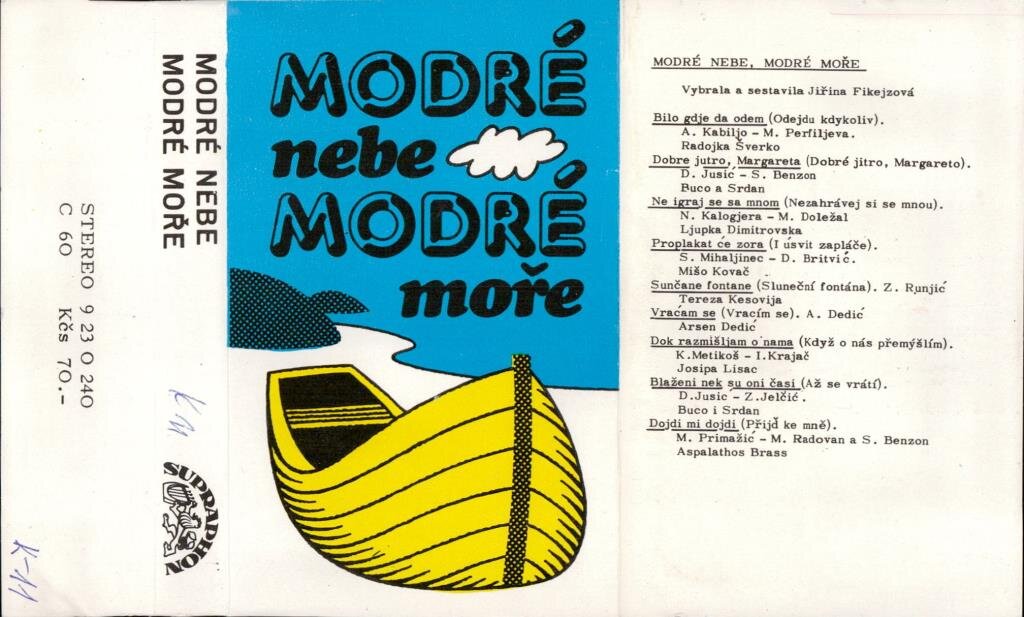 MODRÉ NEBE
MODRÉ MOŘE
STEREO 9 23 0 240
C 60 Kčs 70.-
K11
SUPRAPHON
K-11
MODRÉ
nebe
MODRÉ
moře
MODRÉ NEBE, MODRÉ MOŘE
Vybrala a sestavila Jiřina Fikejzová
Bilo gdje da odem (Odejdu kdykoliv).
A. Kabiljo - M. Perfiljeva.
Radojka Šverko
Dobre jutro, Margareta (Dobré jitro, Margareto).
D. Jusić - S. Benzon
Buco a Srdan
Ne igraj se sa mnom (Nezahrávej si se mnou).
N. Kalogjera - M. Doležal
Ljupka Dimitrovska
Proplakat će zora (I úsvit zapláče).
S. Mihaljinec - D. Britvić.
Mišo Kovač
Sunčane fontane (Sluneční fontána). Z. Runjić
Tereza Kesovija
Vraćam se (Vracím se). A. Dedić
Arsen Dedić
Dok razmišljam o nama (Když o nás přemýšlím).
K. Metikoš - I. Krajač
Josipa Lisac
Blaženi nek su oni časi (Až se vrátí).
D. Jusić - Z. Jelčić.
Buco i Srdan
Dojdi mi dojdi (Přijď ke mně).
M. Primažić - M. Radovan a S. Benzon
Aspalathos Brass